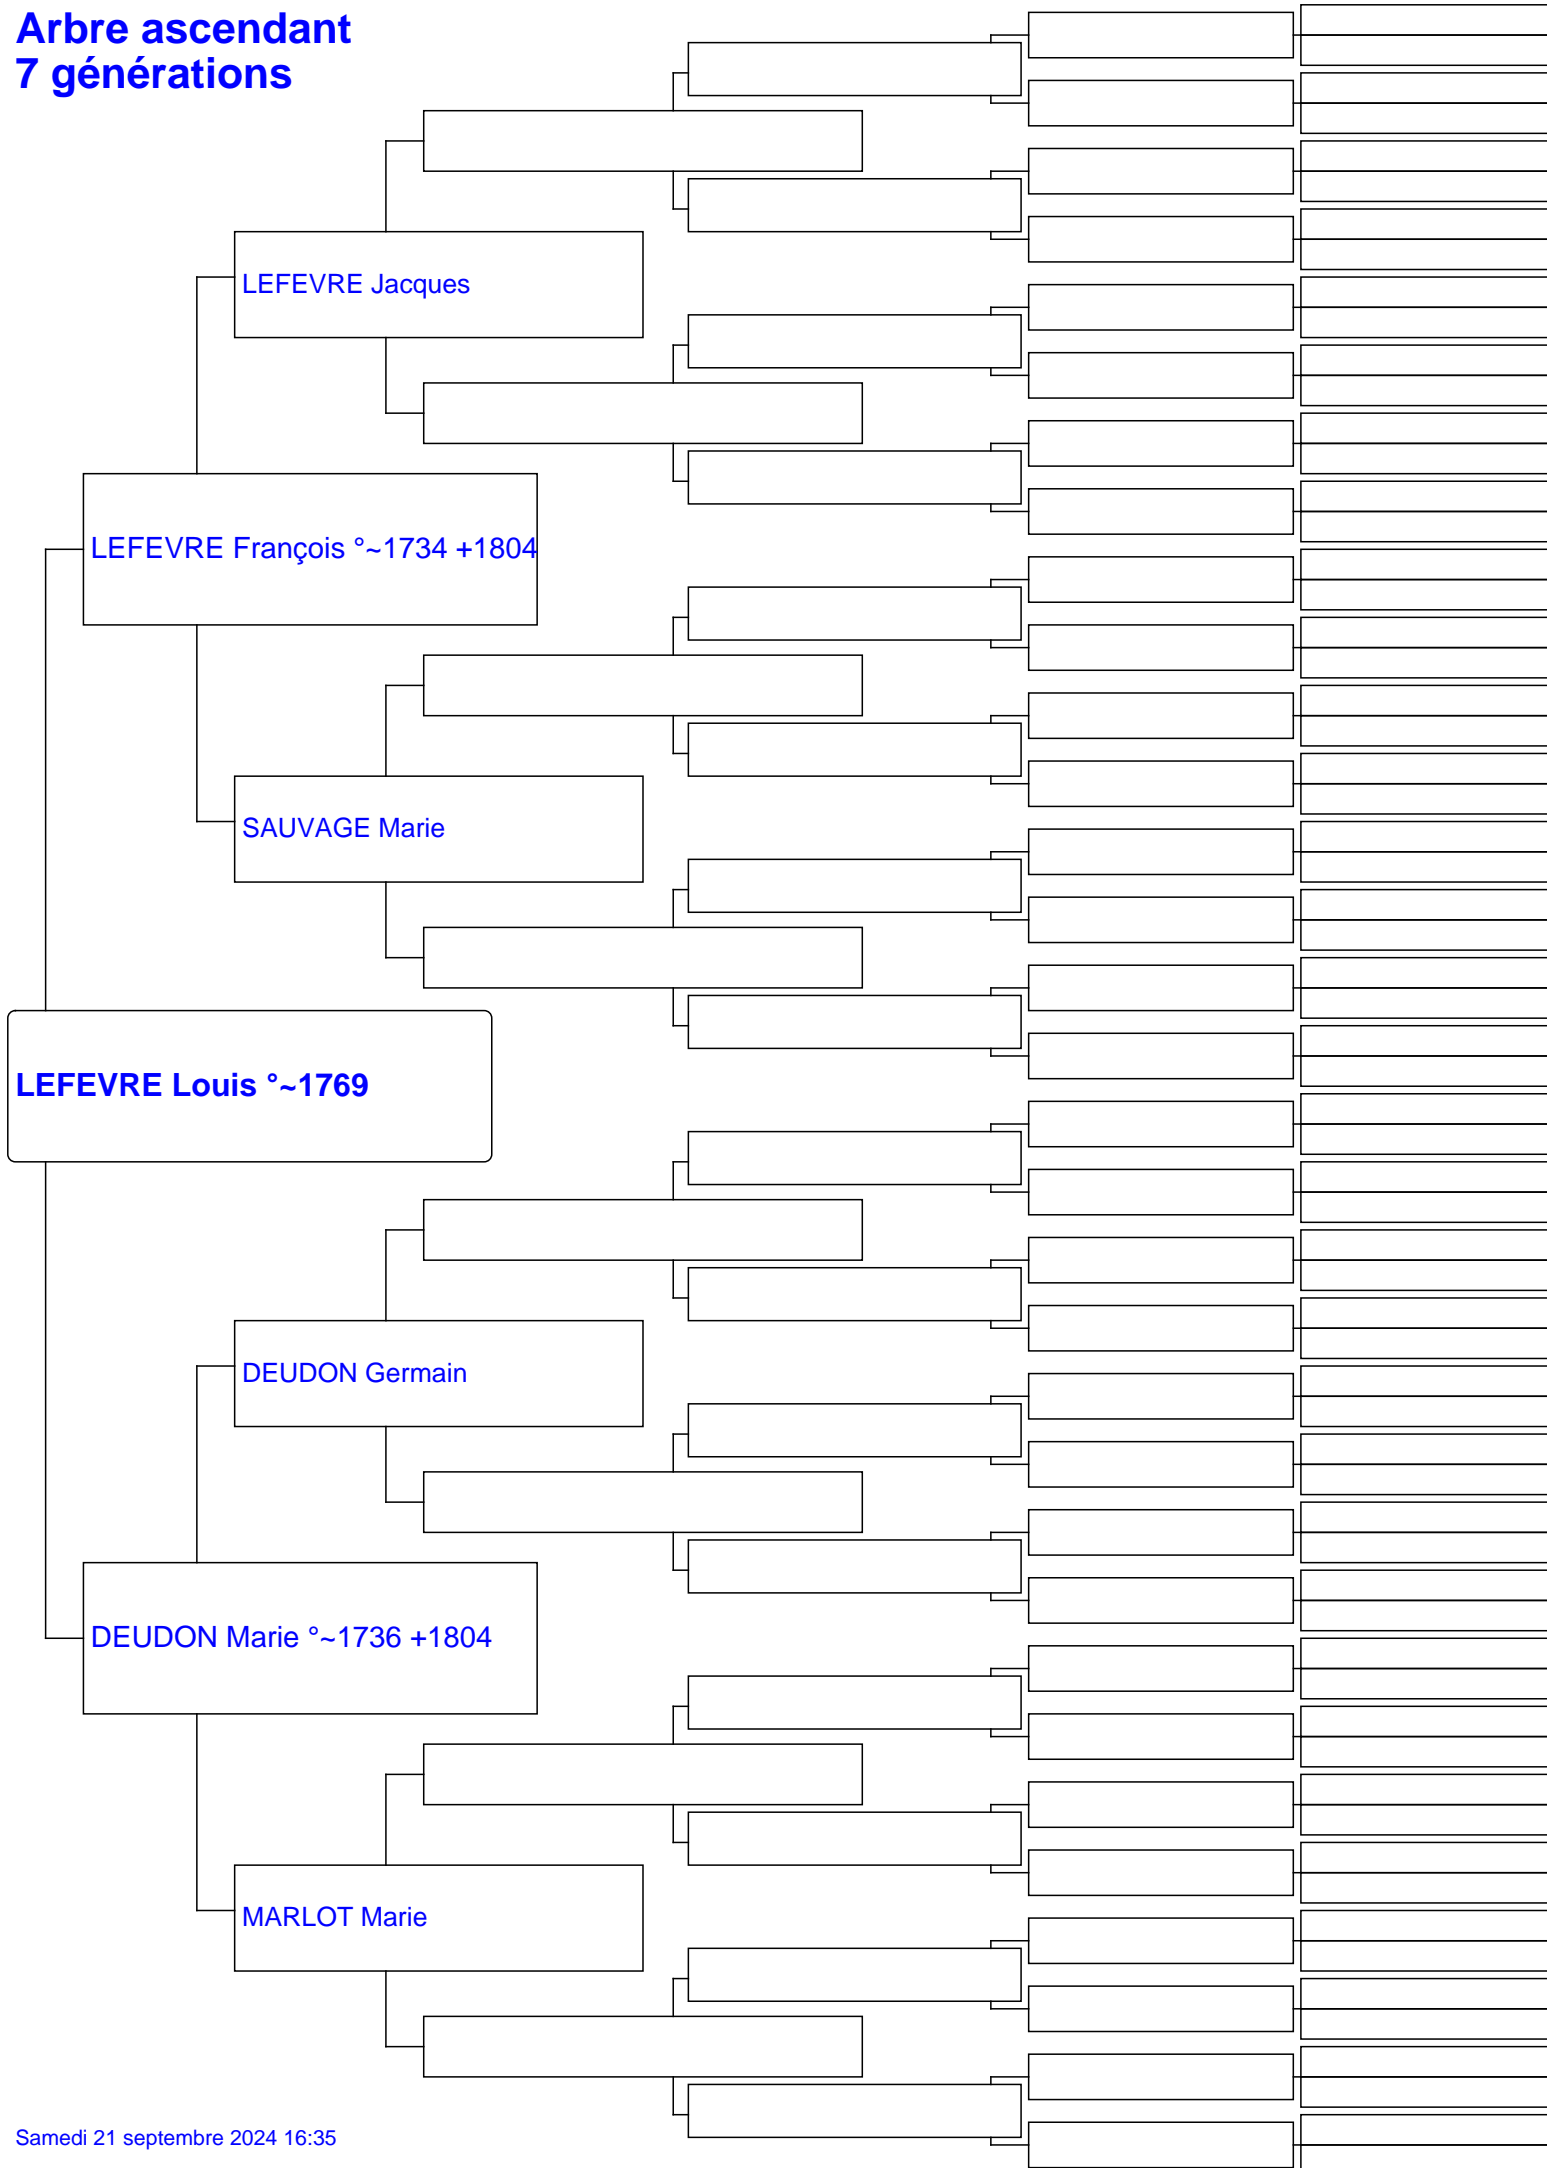 Arbre ascendant
7 générations
LEFEVRE Jacques
LEFEVRE François °~1734 +1804
SAUVAGE Marie
LEFEVRE Louis °~1769
DEUDON Germain
DEUDON Marie °~1736 +1804
MARLOT Marie
Samedi 21 septembre 2024 16:35